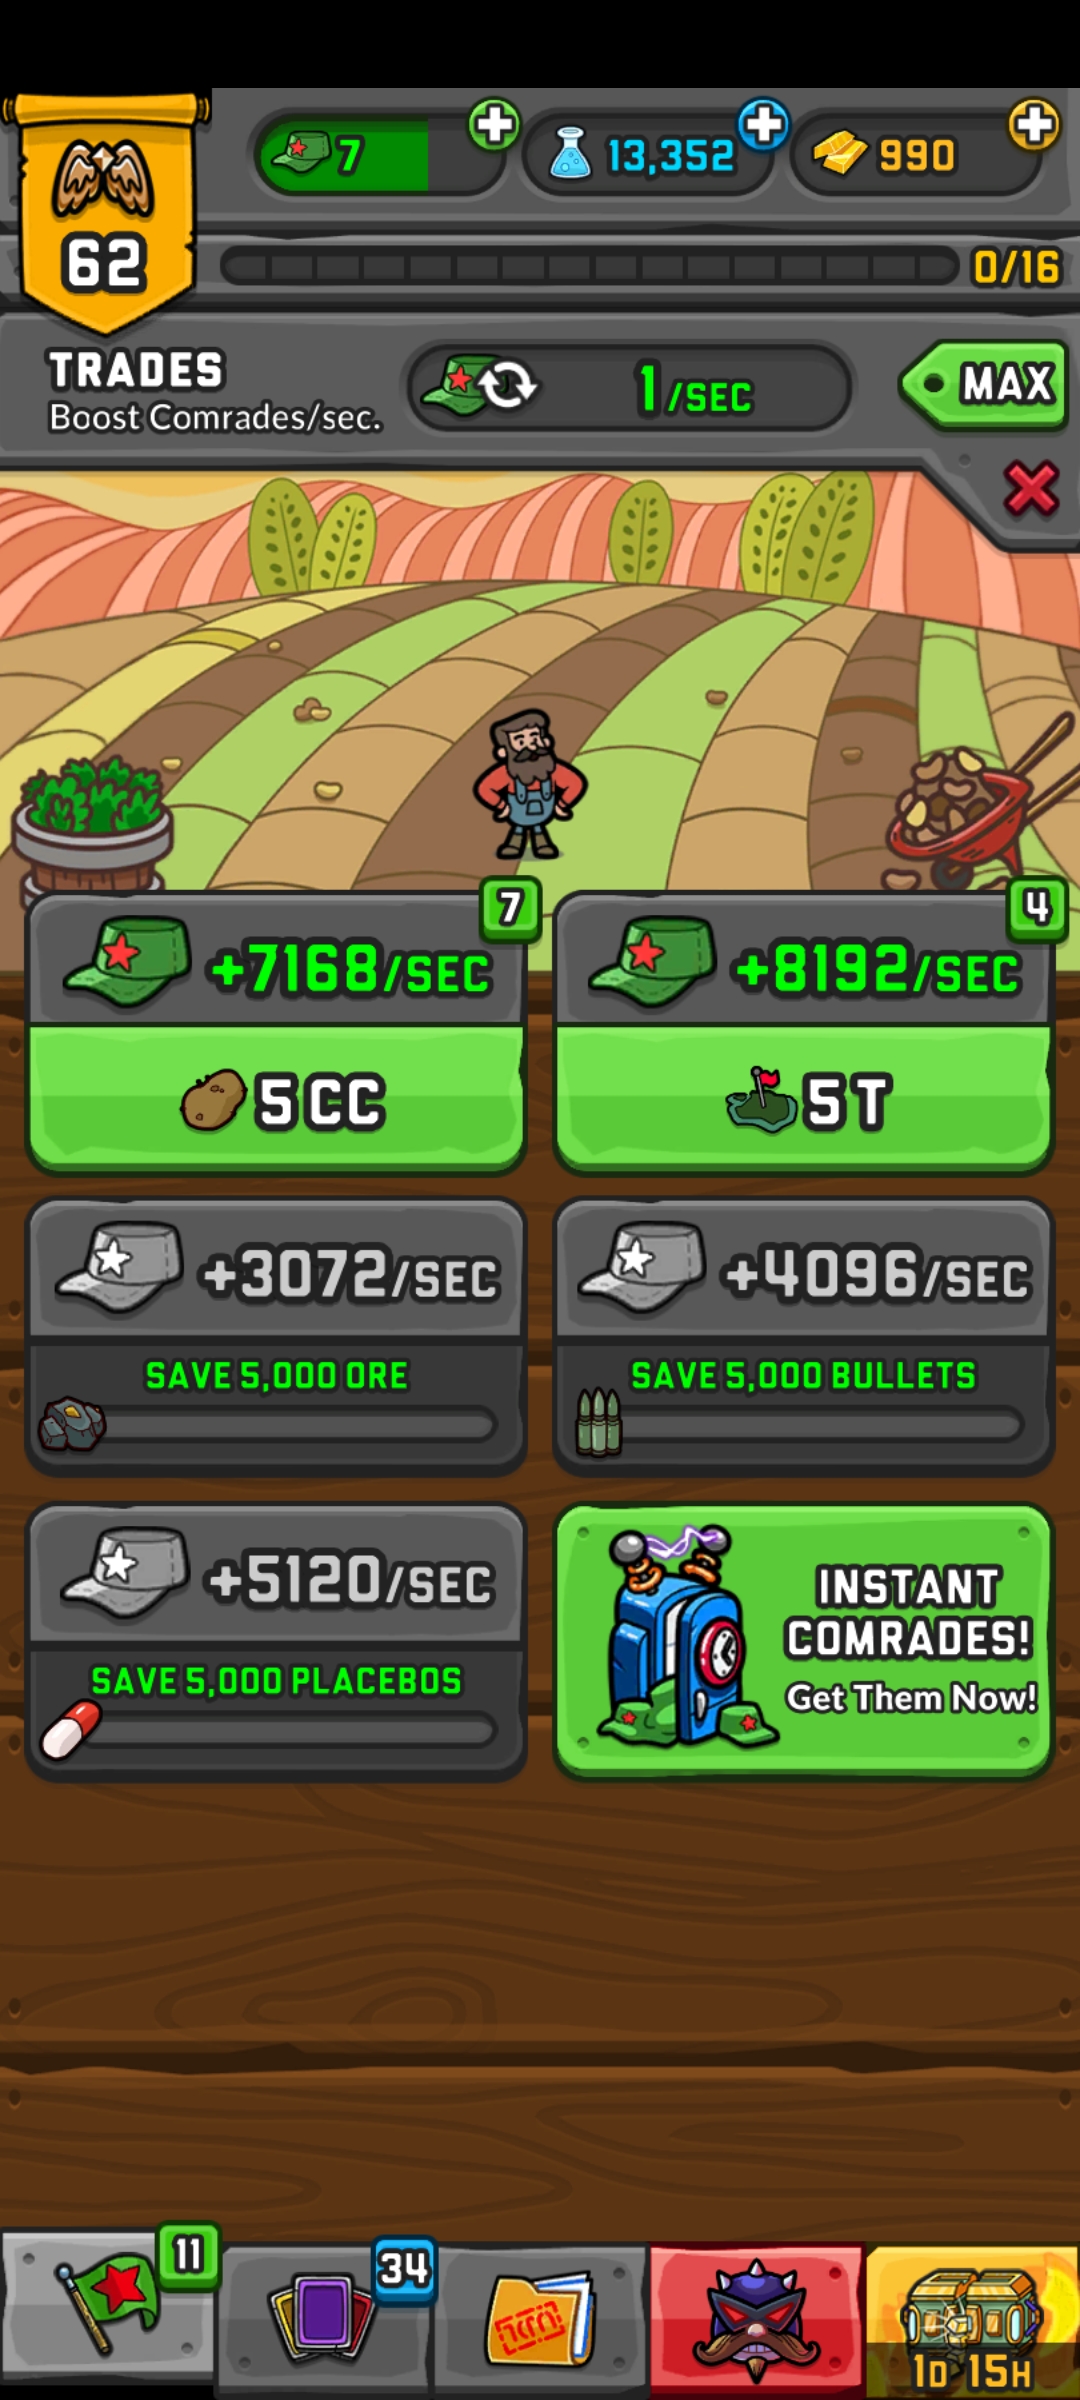 7
13,352
990
62
0/16
TRADES
Boost Comrades/sec.
1/SEC
MAX
7
+7168/SEC
5 CC
4
+8192/SEC
5 T
+3072/SEC
SAVE 5,000 ORE
+4096/SEC
SAVE 5,000 BULLETS
+5120/SEC
SAVE 5,000 PLACEBOS
INSTANT
COMRADES!
Get Them Now!
11
34
1D 15H